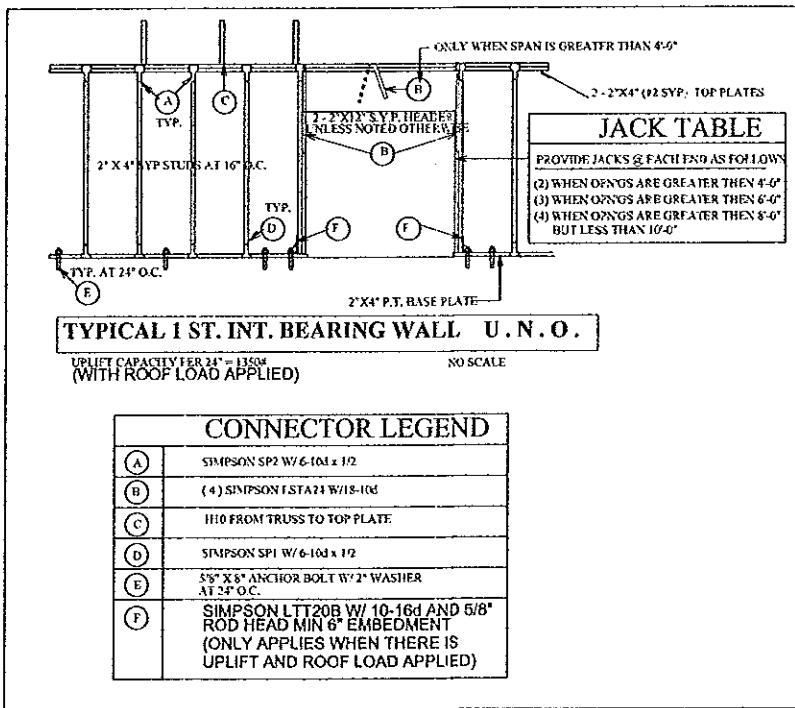 ONLY WHEN SPAN IS GREATER THAN 4'-0"
B
A
C
TYP.
2 - 2"X4" (#2 SYP) TOP PLATES
2 - 2"X12" S.Y.P. HEADER
UNLESS NOTED OTHERWISE
B
JACK TABLE
PROVIDE JACKS @ EACH END AS FOLLOWS
(2) WHEN OPNGS ARE GREATER THEN 4'-0"
(3) WHEN OPNGS ARE GREATER THEN 6'-0"
(4) WHEN OPNGS ARE GREATER THEN 8'-0"
BUT LESS THAN 10'-0"
2" X 4" SYP STUDS AT 16" O.C.
TYP.
D
F
F
TYP. AT 24" O.C.
E
2"X4" P.T. BASE PLATE
TYPICAL 1 ST. INT. BEARING WALL U.N.O.
UPLIFT CAPACITY PER 24" = 1350#
NO SCALE
(WITH ROOF LOAD APPLIED)
CONNECTOR LEGEND
A SIMPSON SP2 W/ 6-10d x 1/2
B ( 4 ) SIMPSON LSTA24 W/18-10d
C H10 FROM TRUSS TO TOP PLATE
D SIMPSON SP1 W/ 6-10d x 1/2
E 5/8" X 8" ANCHOR BOLT W/ 2" WASHER
AT 24" O.C.
F SIMPSON LTT20B W/ 10-16d AND 5/8"
ROD HEAD MIN 6" EMBEDMENT
(ONLY APPLIES WHEN THERE IS
UPLIFT AND ROOF LOAD APPLIED)